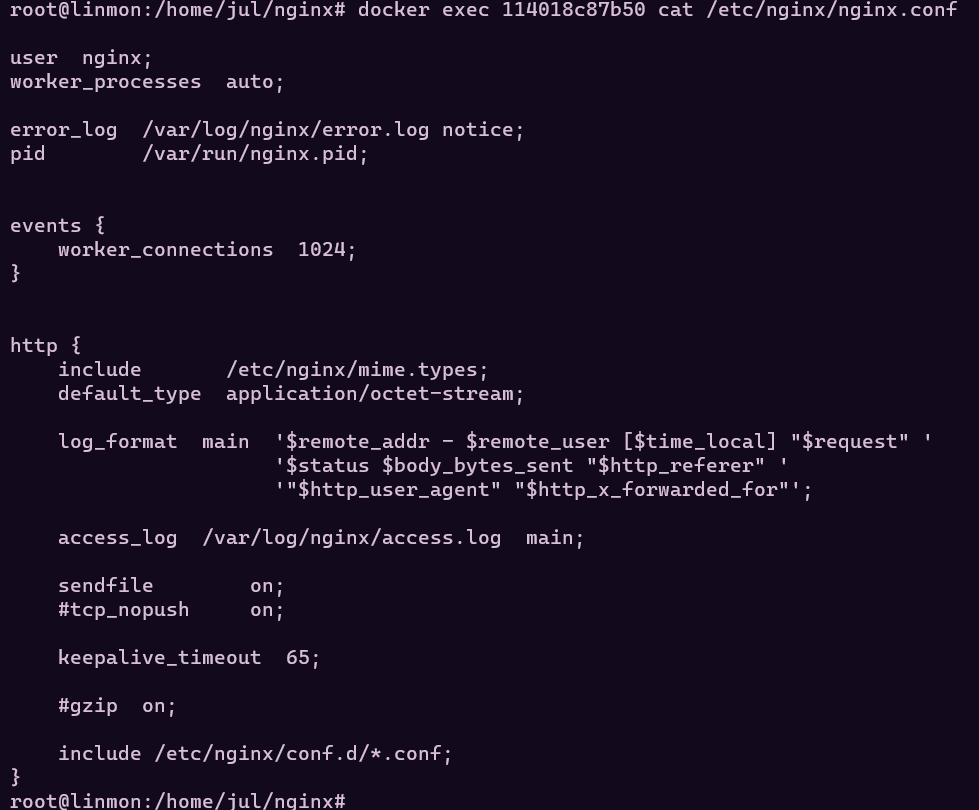 root@linmon:/home/jul/nginx# docker exec 114018c87b50 cat /etc/nginx/nginx.conf

user  nginx;
worker_processes  auto;

error_log  /var/log/nginx/error.log notice;
pid        /var/run/nginx.pid;


events {
    worker_connections  1024;
}


http {
    include       /etc/nginx/mime.types;
    default_type  application/octet-stream;

    log_format  main  '$remote_addr - $remote_user [$time_local] "$request" '
                      '$status $body_bytes_sent "$http_referer" '
                      '"$http_user_agent" "$http_x_forwarded_for"';

    access_log  /var/log/nginx/access.log  main;

    sendfile        on;
    #tcp_nopush     on;

    keepalive_timeout  65;

    #gzip  on;

    include /etc/nginx/conf.d/*.conf;
}
root@linmon:/home/jul/nginx#